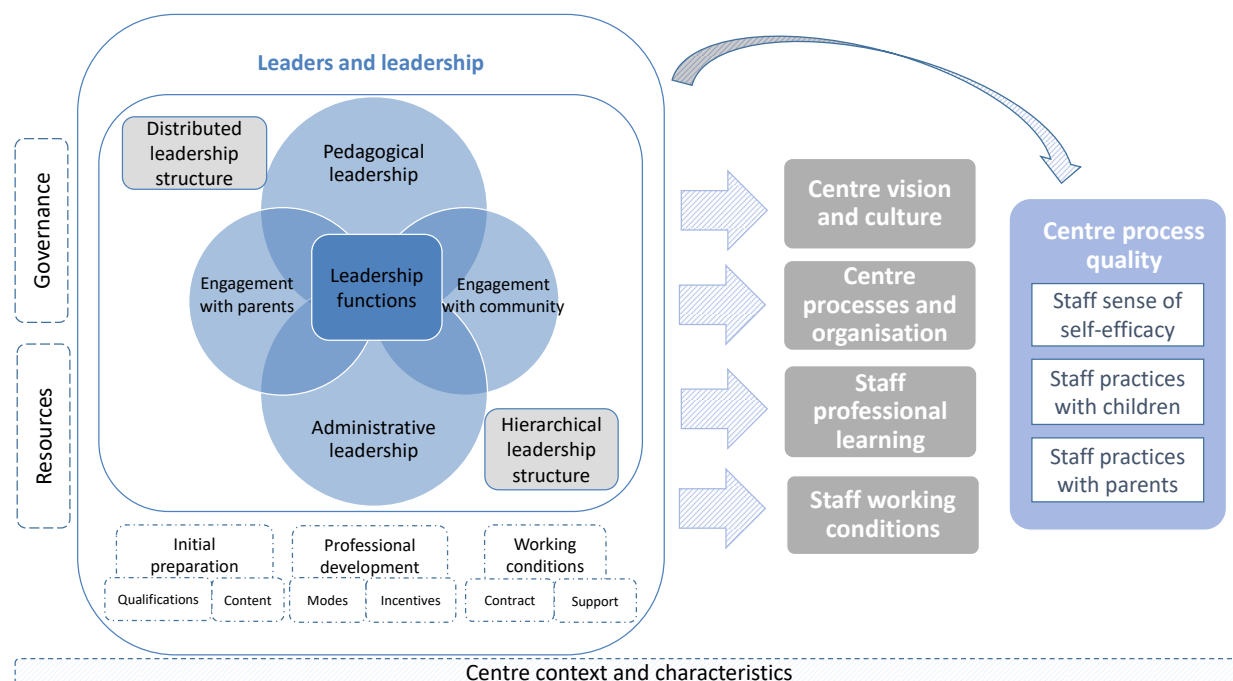 Leaders and leadership
Distributed
leadership
structure
Pedagogical
leadership
Governance
Engagement
with parents
Leadership
functions
Engagement
with community
Resources
Administrative
leadership
Hierarchical
leadership
structure
Initial
preparation
Qualifications
Content
Professional
development
Modes
Incentives
Working
conditions
Contract
Support
Centre vision
and culture
Centre
processes and
organisation
Staff
professional
learning
Staff working
conditions
Centre process
quality
Staff sense of
self-efficacy
Staff practices
with children
Staff practices
with parents
Centre context and characteristics